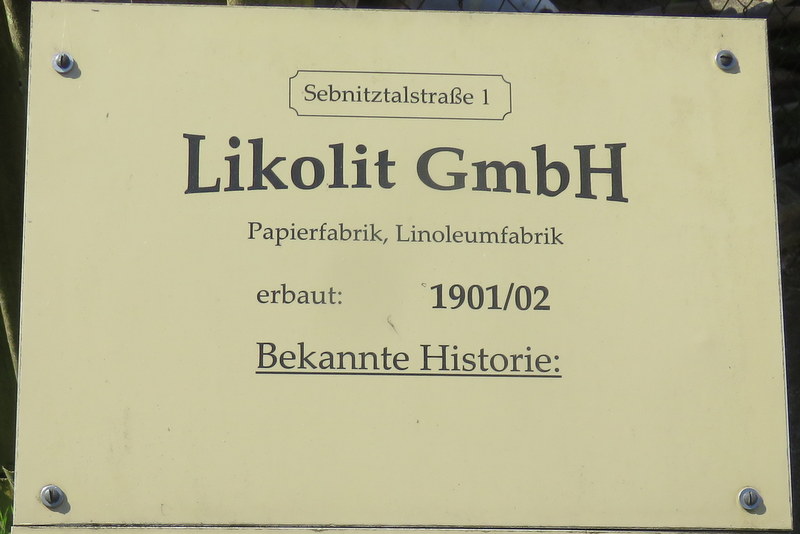 Sebnitztalstraße 1
Likolit GmbH
Papierfabrik, Linoleumfabrik
erbaut: 1901/02
Bekannte Historie: